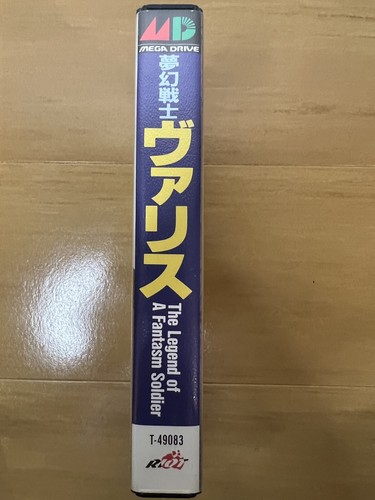 MD
MEGA DRIVE
夢幻戦士
ヴァリス
The Legend of
A Fantasm Soldier
T-49083
RIOT